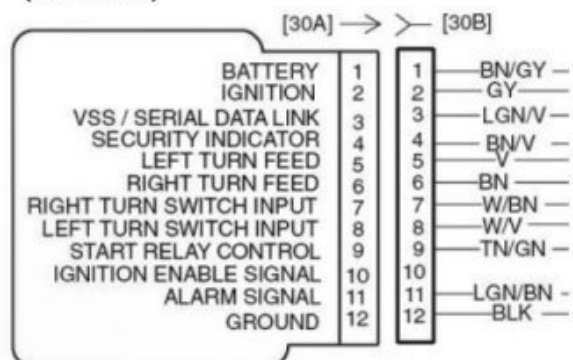 [30A] [30B]
BATTERY 1 1 BN/GY
IGNITION 2 2 GY
VSS / SERIAL DATA LINK 3 3 LGN/V
SECURITY INDICATOR 4 4 BN/V
LEFT TURN FEED 5 5 V
RIGHT TURN FEED 6 6 BN
RIGHT TURN SWITCH INPUT 7 7 W/BN
LEFT TURN SWITCH INPUT 8 8 W/V
START RELAY CONTROL 9 9 TN/GN
IGNITION ENABLE SIGNAL 10 10
ALARM SIGNAL 11 11 LGN/BN
GROUND 12 12 BLK